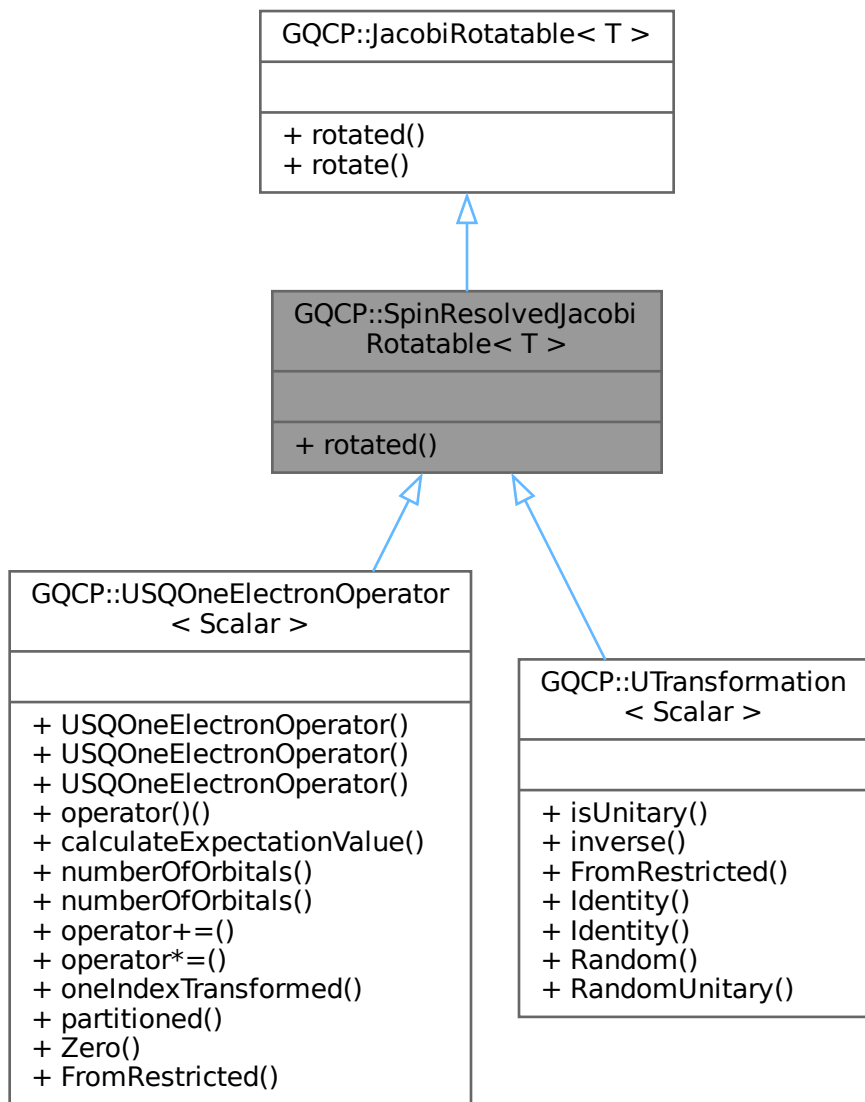 GQCP::JacobiRotatable< T >
+ rotated()
+ rotate()
GQCP::SpinResolvedJacobi
Rotatable< T >
+ rotated()
GQCP::USQOneElectronOperator
< Scalar >
+ USQOneElectronOperator()
+ USQOneElectronOperator()
+ USQOneElectronOperator()
+ operator()()
+ calculateExpectationValue()
+ numberOfOrbitals()
+ numberOfOrbitals()
+ operator+=()
+ operator*=()
+ oneIndexTransformed()
+ partitioned()
+ Zero()
+ FromRestricted()
GQCP::UTransformation
< Scalar >
+ isUnitary()
+ inverse()
+ FromRestricted()
+ Identity()
+ Identity()
+ Random()
+ RandomUnitary()